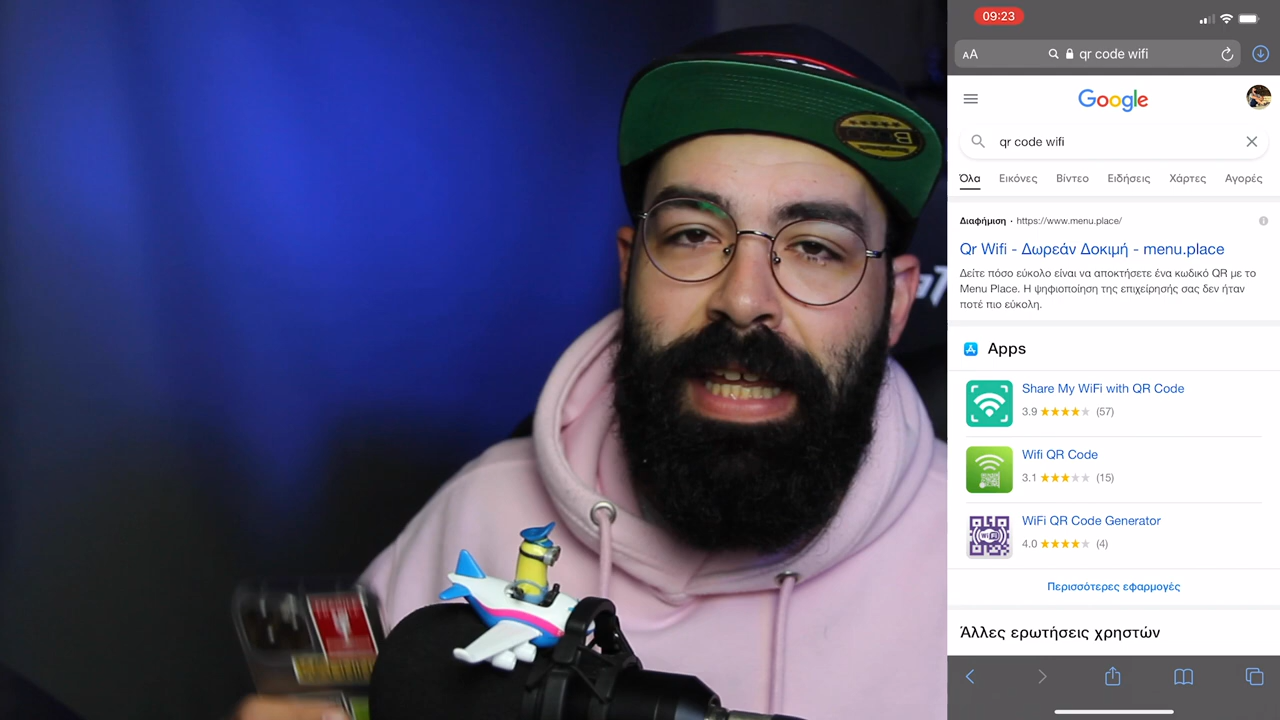 09:23
AA
qr code wifi
Google
qr code wifi
Όλα Εικόνες Βίντεο Ειδήσεις Χάρτες Αγορές
Διαφήμιση · https://www.menu.place/
Qr Wifi - Δωρεάν Δοκιμή - menu.place
Δείτε πόσο εύκολο είναι να αποκτήσετε ένα κωδικό QR με το
Menu Place. Η ψηφιοποίηση της επιχείρησής σας δεν ήταν
ποτέ πιο εύκολη.
Apps
Share My WiFi with QR Code
3.9 (57)
Wifi QR Code
3.1 (15)
WiFi QR Code Generator
4.0 (4)
Περισσότερες εφαρμογές
Άλλες ερωτήσεις χρηστών